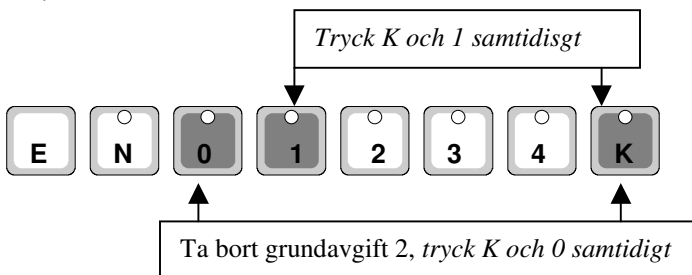 Tryck K och 1 samtidisgt
E N 0 1 2 3 4 K
Ta bort grundavgift 2, tryck K och 0 samtidigt